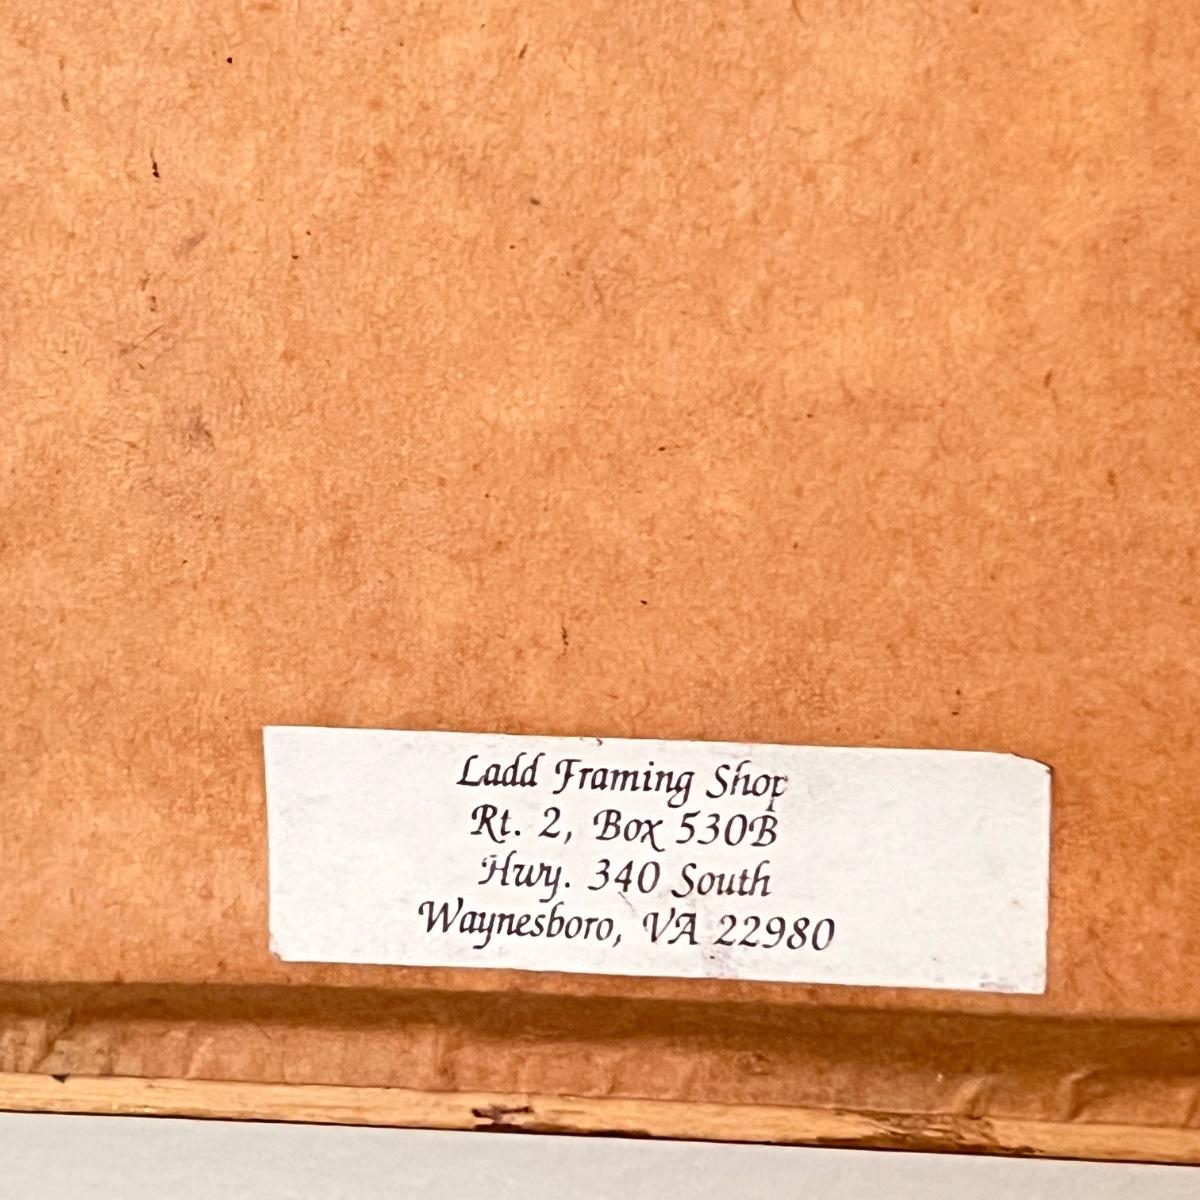 Ladd Framing Shop
Rt. 2, Box 530B
Hwy. 340 South
Waynesboro, VA 22980